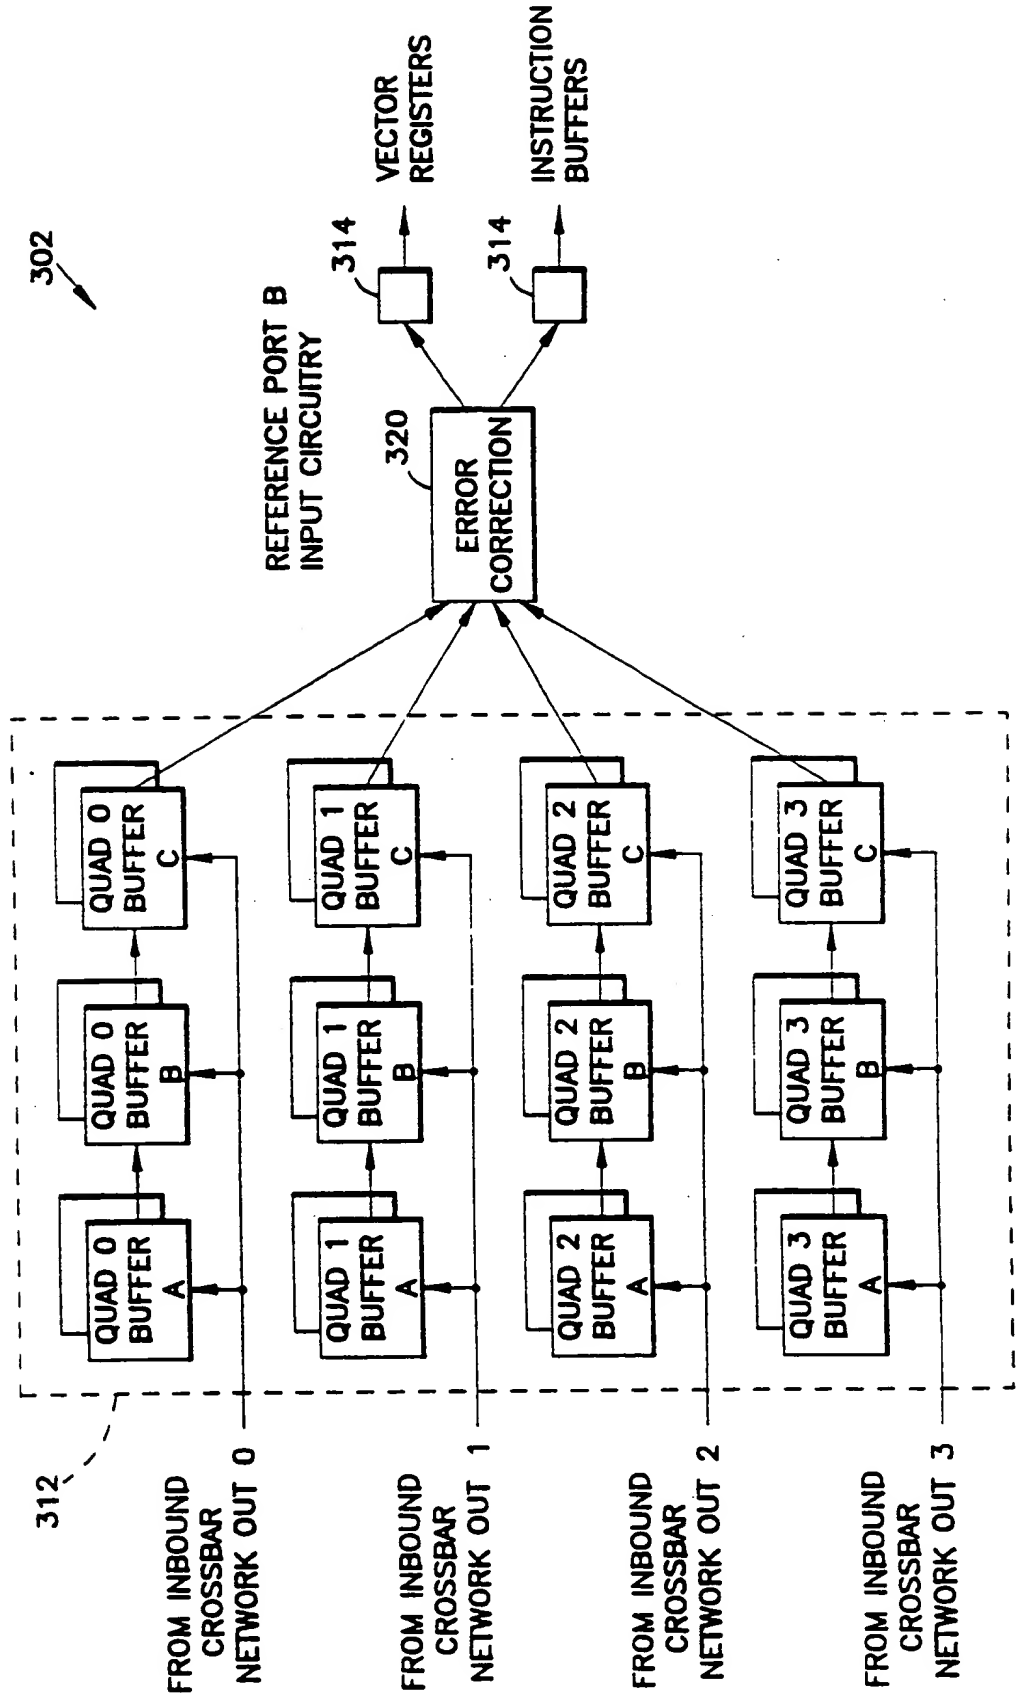 302
REFERENCE PORT B
INPUT CIRCUITRY
312
FROM INBOUND
CROSSBAR
NETWORK OUT 0
QUAD 0
BUFFER
A
QUAD 0
BUFFER
B
QUAD 0
BUFFER
C
FROM INBOUND
CROSSBAR
NETWORK OUT 1
QUAD 1
BUFFER
A
QUAD 1
BUFFER
B
QUAD 1
BUFFER
C
FROM INBOUND
CROSSBAR
NETWORK OUT 2
QUAD 2
BUFFER
A
QUAD 2
BUFFER
B
QUAD 2
BUFFER
C
FROM INBOUND
CROSSBAR
NETWORK OUT 3
QUAD 3
BUFFER
A
QUAD 3
BUFFER
B
QUAD 3
BUFFER
C
320
ERROR
CORRECTION
314
VECTOR
REGISTERS
314
INSTRUCTION
BUFFERS